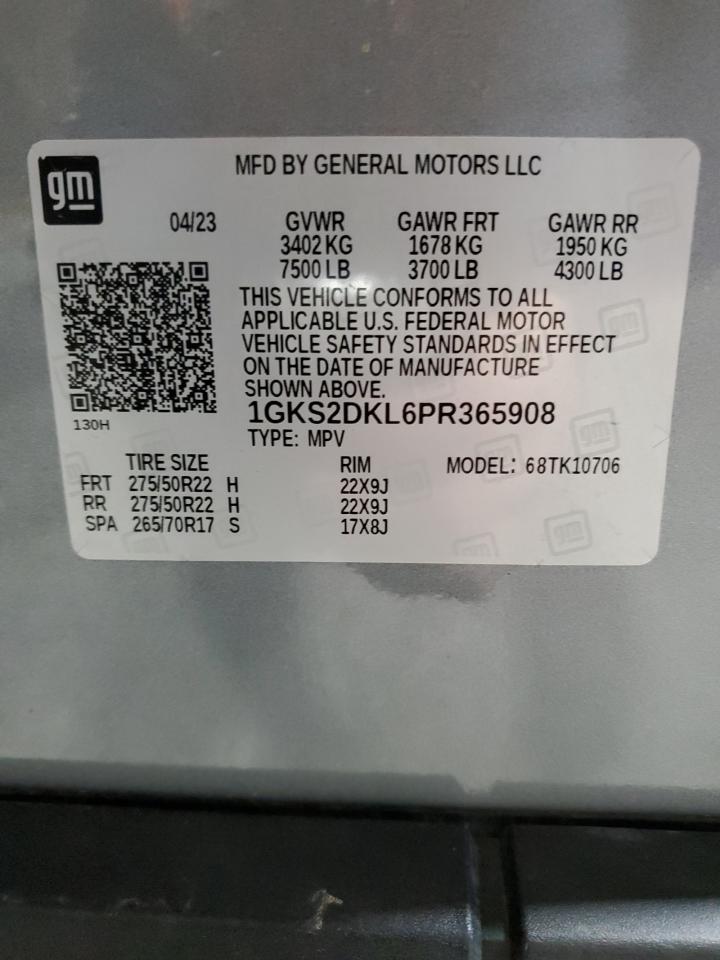 gm
MFD BY GENERAL MOTORS LLC
04/23 GVWR GAWR FRT GAWR RR
3402 KG 1678 KG 1950 KG
7500 LB 3700 LB 4300 LB
THIS VEHICLE CONFORMS TO ALL
APPLICABLE U.S. FEDERAL MOTOR
VEHICLE SAFETY STANDARDS IN EFFECT
ON THE DATE OF MANUFACTURE
SHOWN ABOVE.
1GKS2DKL6PR365908
130H
TYPE: MPV
TIRE SIZE RIM MODEL: 68TK10706
FRT 275/50R22 H 22X9J
RR 275/50R22 H 22X9J
SPA 265/70R17 S 17X8J